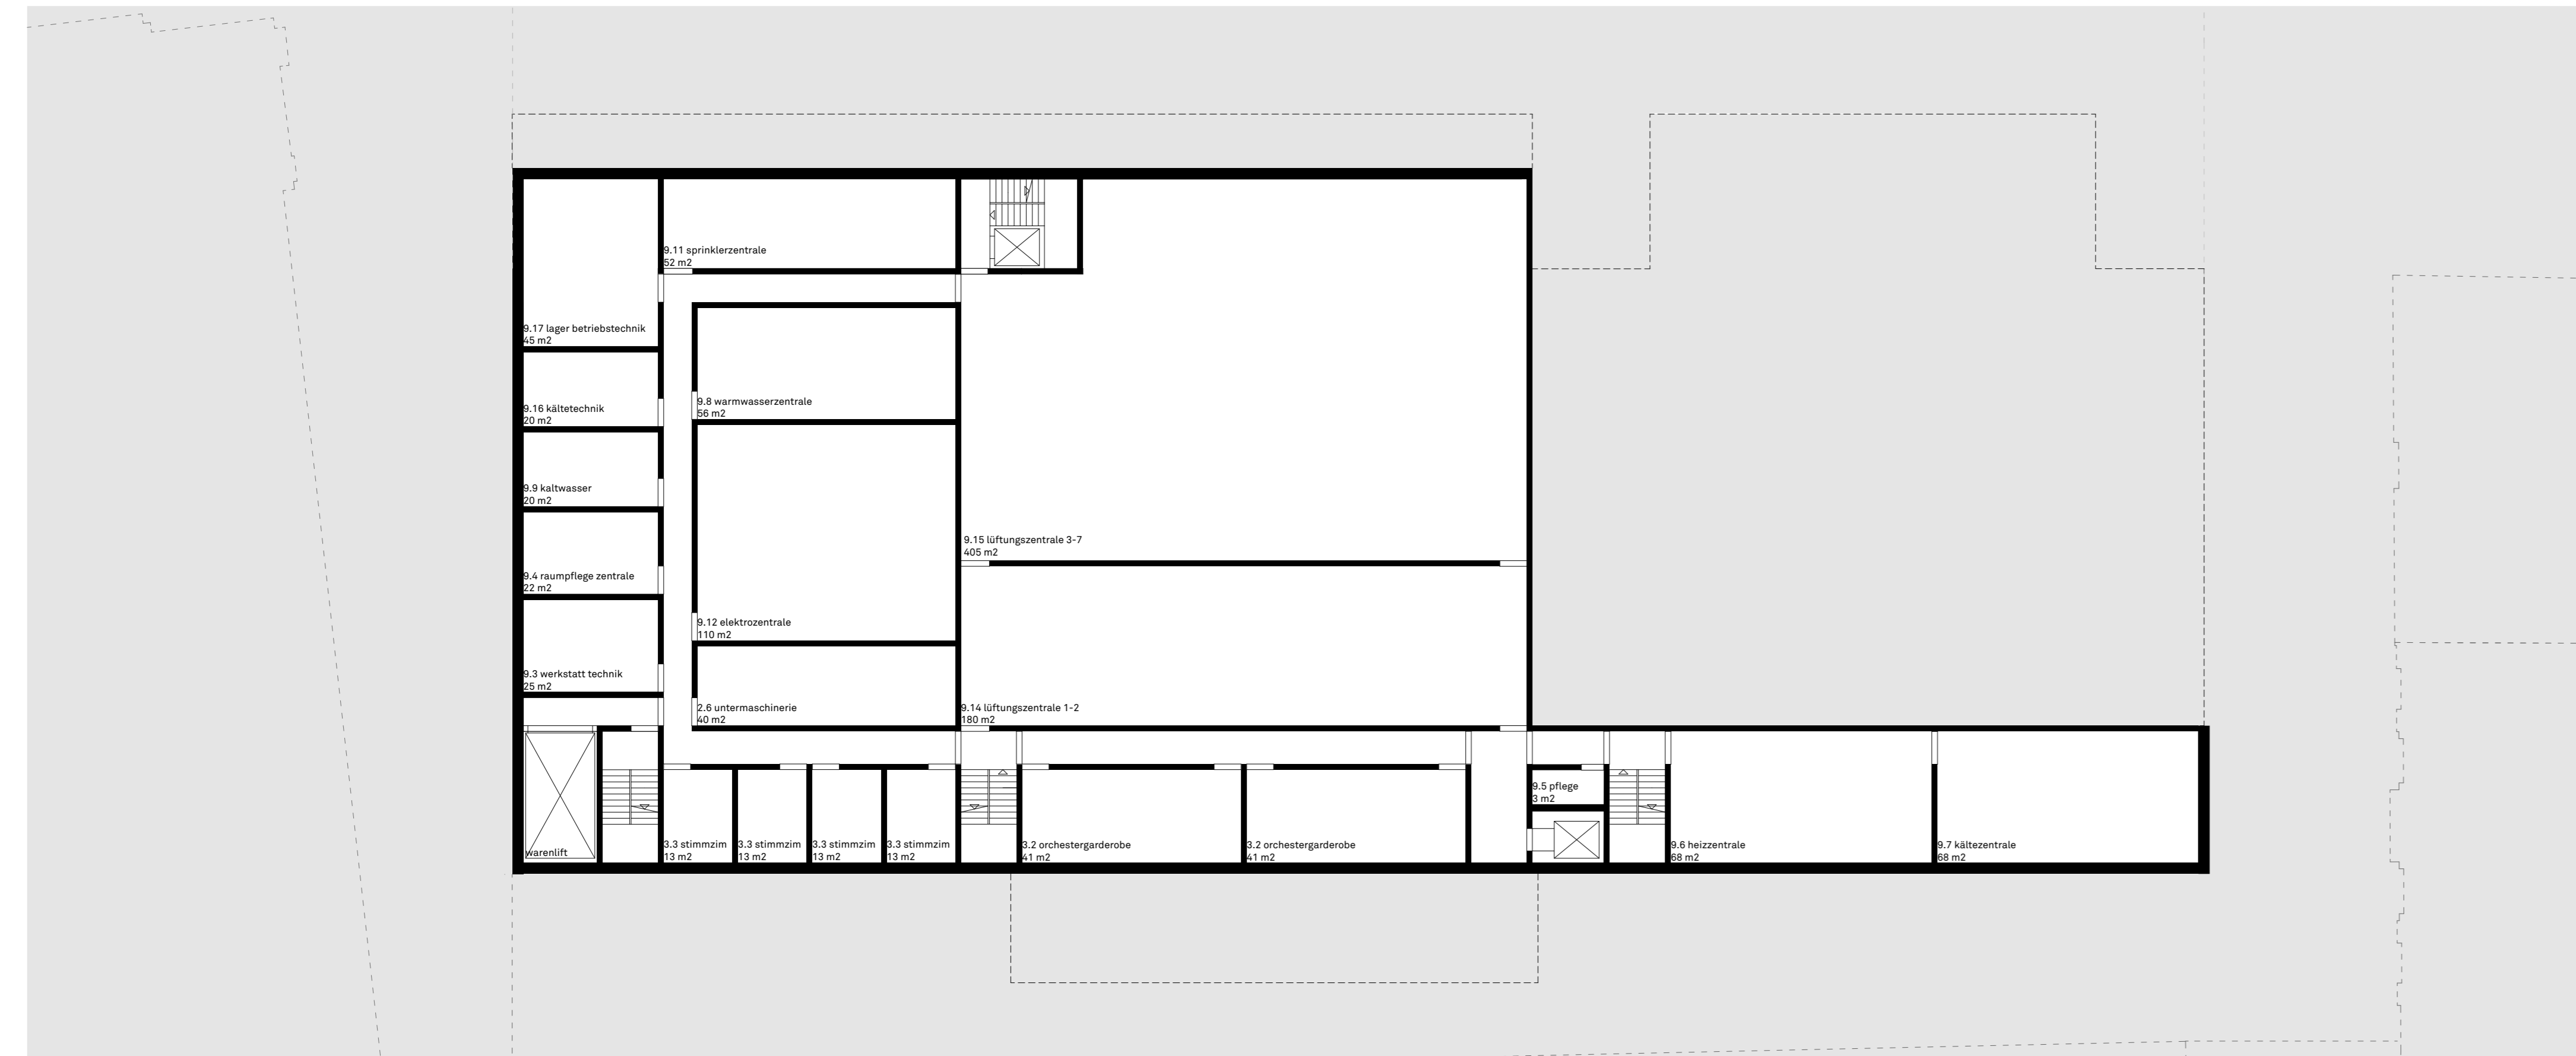 9.11 sprinklerzentrale
52 m2
9.17 lager betriebstechnik
45 m2
9.8 warmwasserzentrale
56 m2
9.16 kältetechnik
20 m2
9.9 kaltwasser
20 m2
9.15 lüftungszentrale 3-7
405 m2
9.4 raumpflege zentrale
22 m2
9.12 elektrozentrale
110 m2
9.3 werkstatt technik
25 m2
2.6 untermaschinerie
40 m2
9.14 lüftungszentrale 1-2
180 m2
9.5 pflege
3 m2
warenlift
3.3 stimmzim
13 m2
3.3 stimmzim
13 m2
3.3 stimmzim
13 m2
3.3 stimmzim
13 m2
3.2 orchestergarderobe
41 m2
3.2 orchestergarderobe
41 m2
9.6 heizzentrale
68 m2
9.7 kältezentrale
68 m2